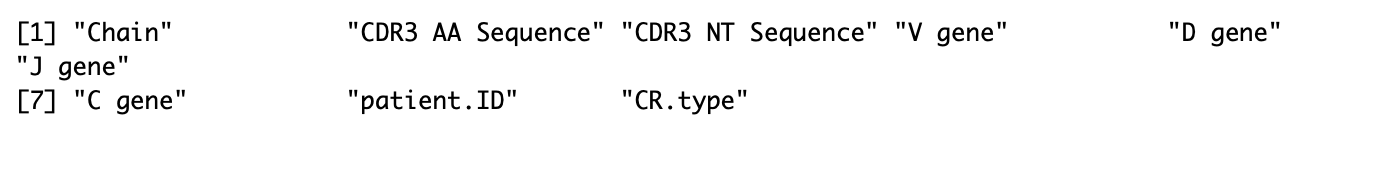 [1] "Chain" "CDR3 AA Sequence" "CDR3 NT Sequence" "V gene" "D gene"
"J gene"
[7] "C gene" "patient.ID" "CR.type"